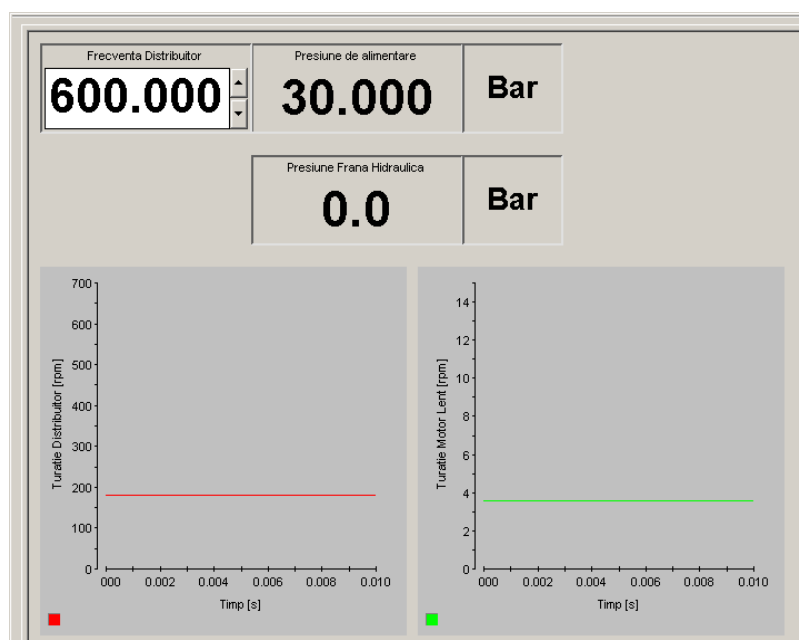 Frecventa Distribuitor
600.000
Presiune de alimentare
30.000
Bar
Presiune Frana Hidraulica
0.0
Bar
Turatie Distribuitor [rpm]
700
600
500
400
300
200
100
0
000 0.002 0.004 0.006 0.008 0.010
Timp [s]
Turatie Motor Lent [rpm]
14
12
10
8
6
4
2
0
000 0.002 0.004 0.006 0.008 0.010
Timp [s]